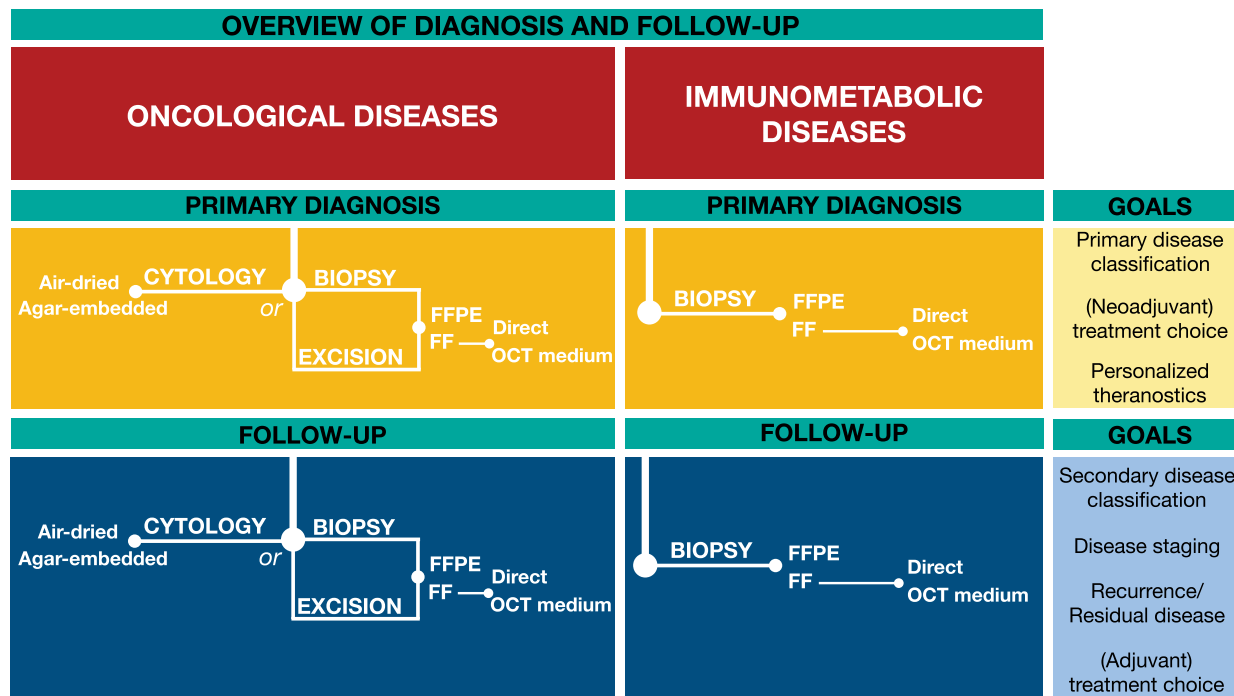 OVERVIEW OF DIAGNOSIS AND FOLLOW-UP
ONCOLOGICAL DISEASES
IMMUNOMETABOLIC
DISEASES
PRIMARY DIAGNOSIS
Air-dried
Agar-embedded
CYTOLOGY
or
BIOPSY
EXCISION
FFPE
FF
Direct
OCT medium
PRIMARY DIAGNOSIS
BIOPSY
FFPE
FF
Direct
OCT medium
GOALS
Primary disease
classification
(Neoadjuvant)
treatment choice
Personalized
theranostics
FOLLOW-UP
Air-dried
Agar-embedded
CYTOLOGY
or
BIOPSY
EXCISION
FFPE
FF
Direct
OCT medium
FOLLOW-UP
BIOPSY
FFPE
FF
Direct
OCT medium
GOALS
Secondary disease
classification
Disease staging
Recurrence/
Residual disease
(Adjuvant)
treatment choice